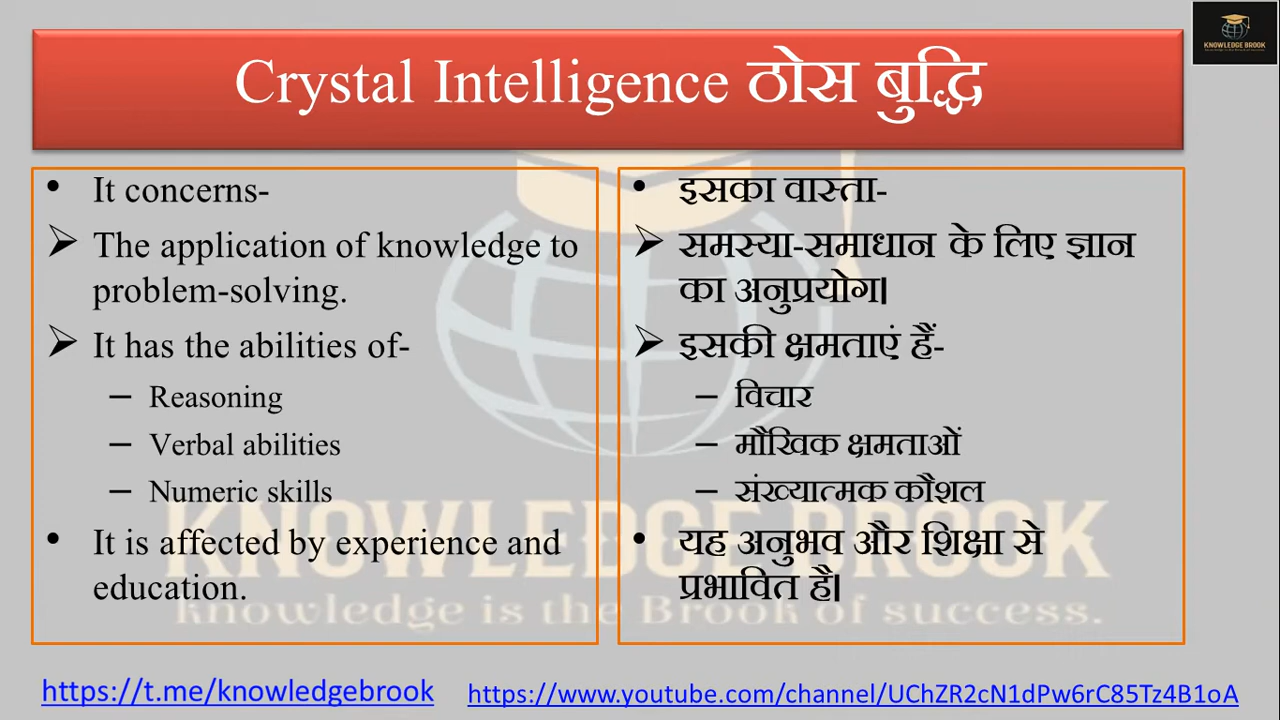 KNOWLEDGE BROOK
Crystal Intelligence ठोस बुद्धि
• It concerns-
➢ The application of knowledge to
problem-solving.
➢ It has the abilities of-
– Reasoning
– Verbal abilities
– Numeric skills
• It is affected by experience and
education.
• इसका वास्ता-
➢ समस्या-समाधान के लिए ज्ञान
का अनुप्रयोग।
➢ इसकी क्षमताएं हैं-
– विचार
– मौखिक क्षमताओं
– संख्यात्मक कौशल
• यह अनुभव और शिक्षा से
प्रभावित है।
KNOWLEDGE BROOK
knowledge is the Brook of success.
https://t.me/knowledgebrook
https://www.youtube.com/channel/UChZR2cN1dPw6rC85Tz4B1oA